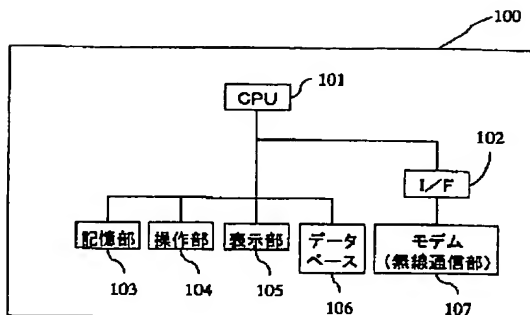 100
101
CPU
102
I/F
記憶部
操作部
表示部
データ
ベース
モデム
(無線通信部)
103
104
105
106
107